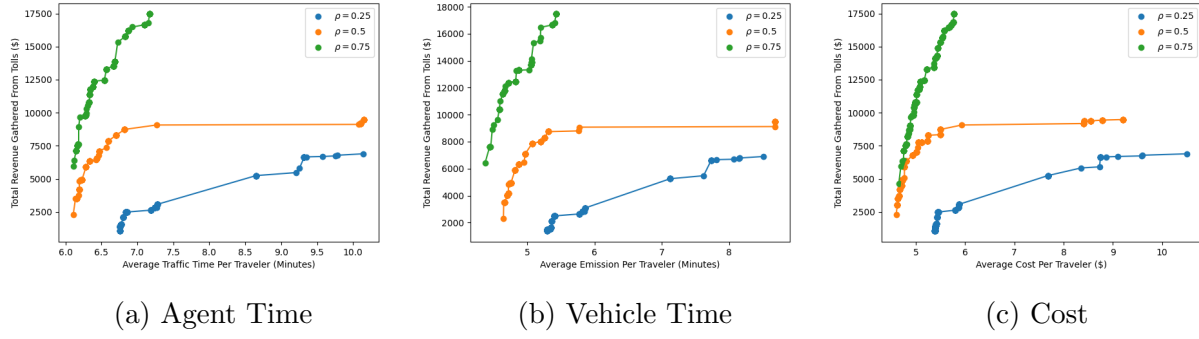 Total Revenue Gathered From Tolls ($)
17500
15000
12500
10000
7500
5000
2500
6.0 6.5 7.0 7.5 8.0 8.5 9.0 9.5 10.0
Average Traffic Time Per Traveler (Minutes)
ρ = 0.25
ρ = 0.5
ρ = 0.75
(a) Agent Time
Total Revenue Gathered From Tolls ($)
16000
14000
12000
10000
8000
6000
4000
2000
5 6 7 8
Average Emission Per Traveler (Minutes)
ρ = 0.25
ρ = 0.5
ρ = 0.75
(b) Vehicle Time
Total Revenue Gathered From Tolls ($)
17500
15000
12500
10000
7500
5000
2500
5 6 7 8 9 10
Average Cost Per Traveler ($)
ρ = 0.25
ρ = 0.5
ρ = 0.75
(c) Cost